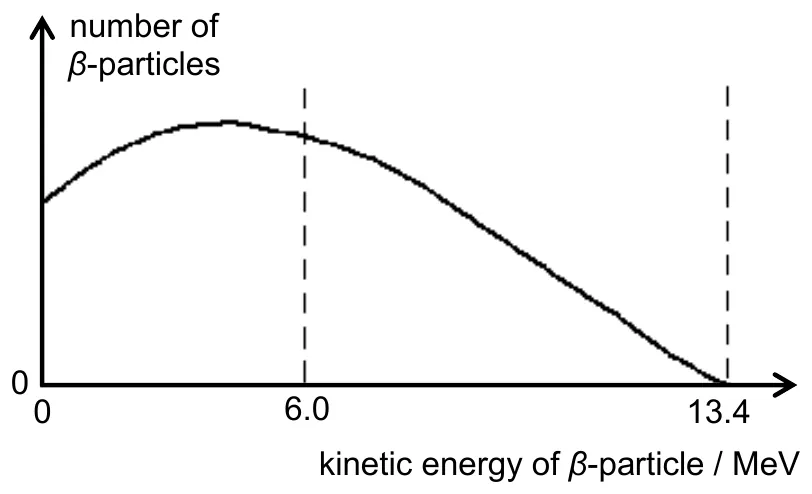 number of
β-particles
0
0 6.0 13.4
kinetic energy of β-particle / MeV